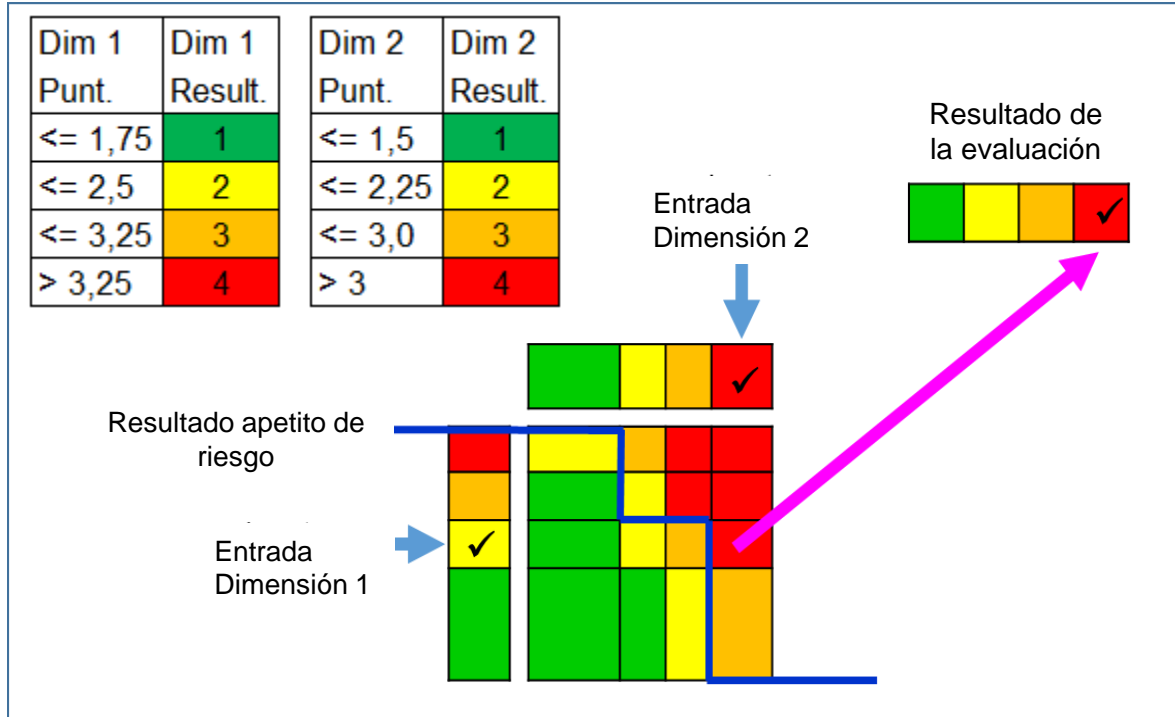 Dim 1 Dim 1
Punt. Result.
<= 1,75 1
<= 2,5 2
<= 3,25 3
> 3,25 4
Dim 2 Dim 2
Punt. Result.
<= 1,5 1
<= 2,25 2
<= 3,0 3
> 3 4
Resultado de
la evaluación
Entrada
Dimensión 2
Resultado apetito de
riesgo
Entrada
Dimensión 1